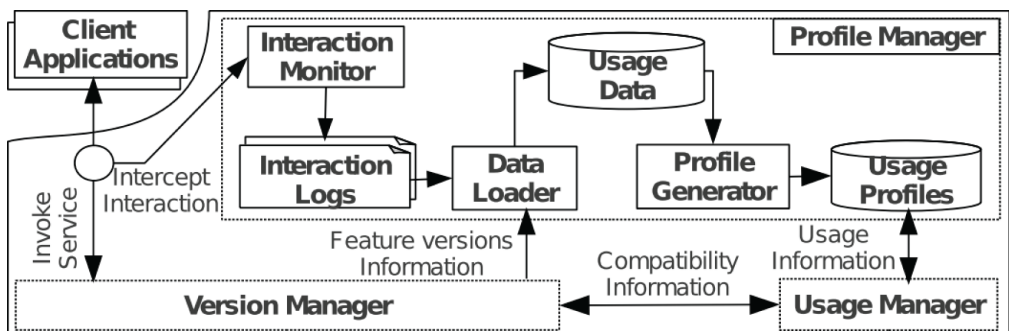 Client
Applications
Interaction
Monitor
Usage
Data
Profile Manager
Interaction
Logs
Data
Loader
Profile
Generator
Usage
Profiles
Intercept
Interaction
Invoke
Service
Feature versions
Information
Compatibility
Information
Usage
Information
Version Manager
Usage Manager